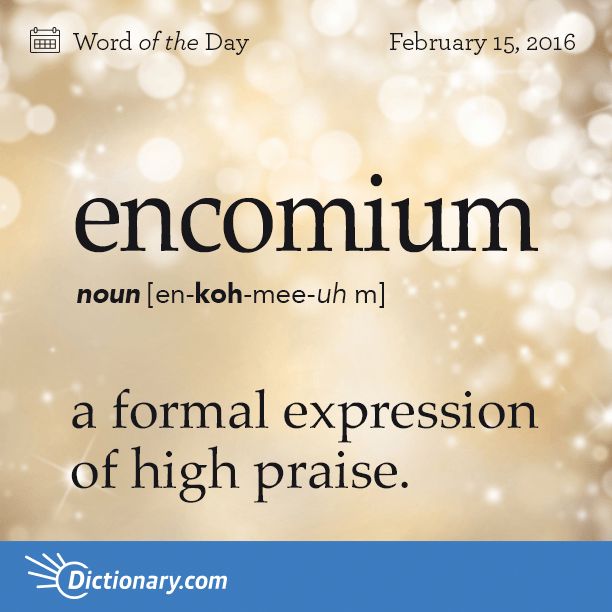 Word of the Day
February 15, 2016
encomium
noun [en-koh-mee-uh m]
a formal expression
of high praise.
Dictionary.com